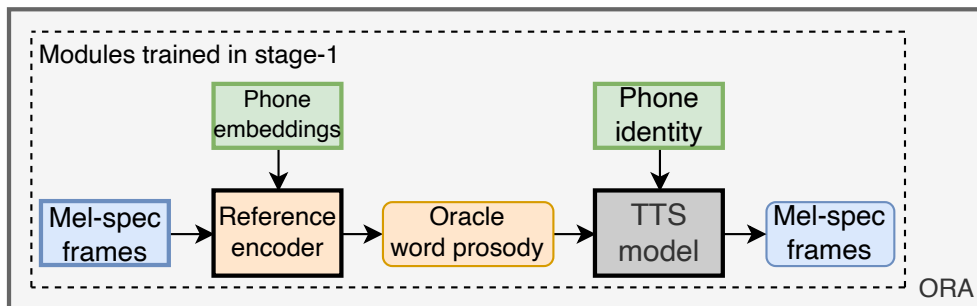 Modules trained in stage-1
Phone
embeddings
Phone
identity
Mel-spec
frames
Reference
encoder
Oracle
word prosody
TTS
model
Mel-spec
frames
ORA